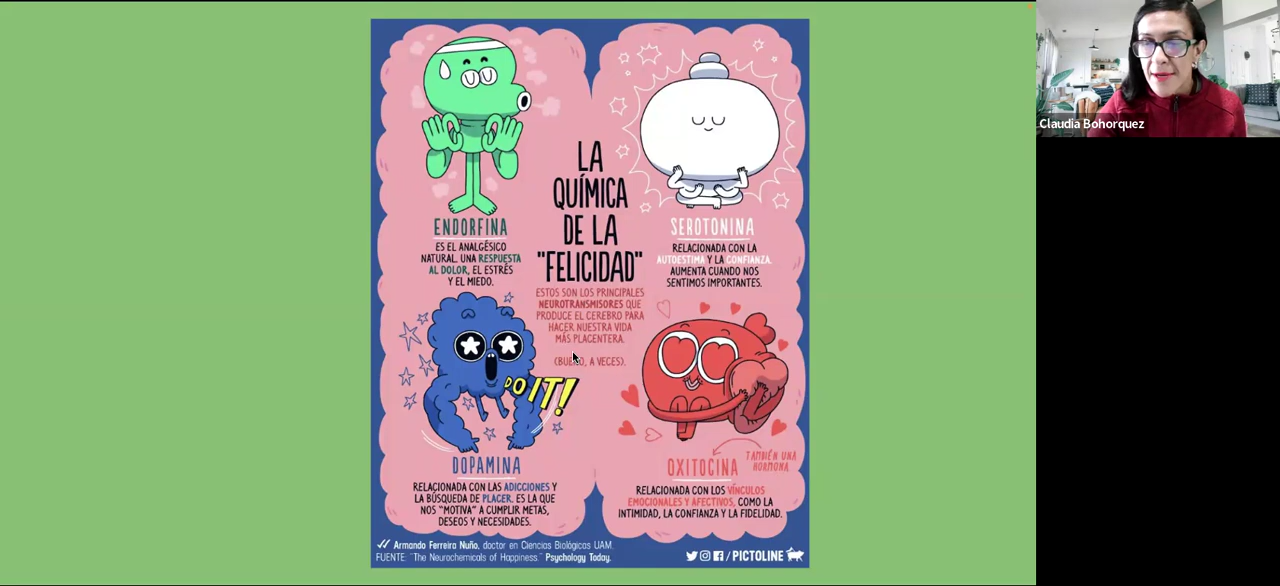 LA
QUÍMICA
DE LA
"FELICIDAD"
ESTOS SON LOS PRINCIPALES
NEUROTRANSMISORES QUE
PRODUCE EL CEREBRO PARA
HACER NUESTRA VIDA
MÁS PLACENTERA.
A VECES).
ENDORFINA
ES EL ANALGÉSICO
NATURAL. UNA RESPUESTA
AL DOLOR, EL ESTRÉS
Y EL MIEDO.
SEROTONINA
RELACIONADA CON LA
AUTOESTIMA Y LA CONFIANZA.
AUMENTA CUANDO NOS
SENTIMOS IMPORTANTES.
DO IT!
DOPAMINA
RELACIONADA CON LAS ADICCIONES Y
LA BÚSQUEDA DE PLACER. ES LA QUE
NOS "MOTIVA" A CUMPLIR METAS,
DESEOS Y NECESIDADES.
OXITOCINA
TAMBIÉN UNA
HORMONA
RELACIONADA CON LOS VÍNCULOS
EMOCIONALES Y AFECTIVOS, COMO LA
INTIMIDAD, LA CONFIANZA Y LA FIDELIDAD.
Armando Ferreira Nuño, doctor en Ciencias Biológicas UAM.
FUENTE: "The Neurochemicals of Happiness." Psychology Today.
/ PICTOLINE
Claudia Bohorquez